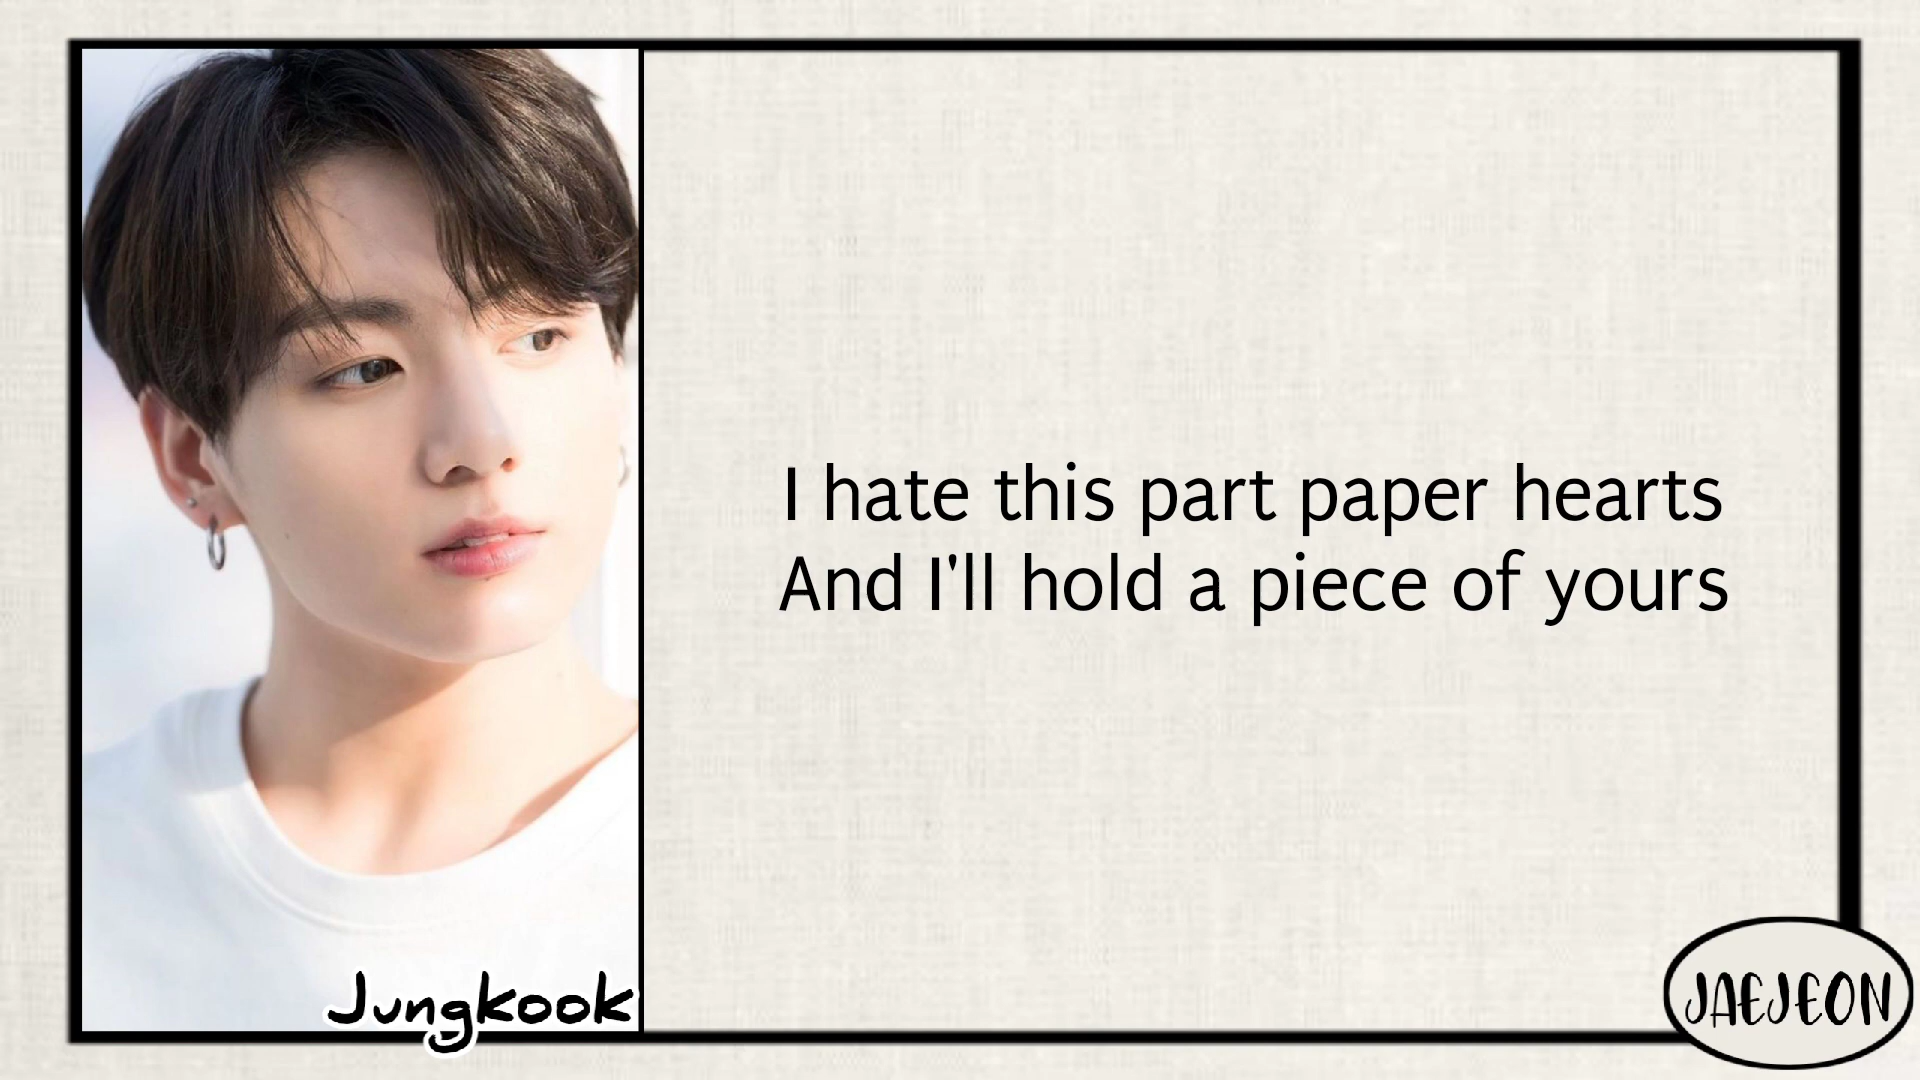 I hate this part paper hearts
And I'll hold a piece of yours
Jungkook
JAEJEON